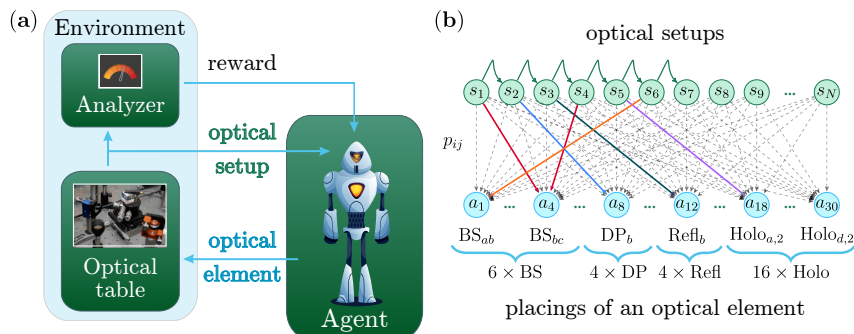 (a)
Environment
Analyzer
reward
optical
setup
Optical
table
optical
element
Agent
(b)
optical setups
s1 s2 s3 s4 s5 s6 s7 s8 s9 ... sN
pij
a1 ... a4 ... a8 ... a12 ... a18 ... a30
BSab BSbc DPb Reflb Holoa,2 Holod,2
6 × BS 4 × DP 4 × Refl 16 × Holo
placings of an optical element